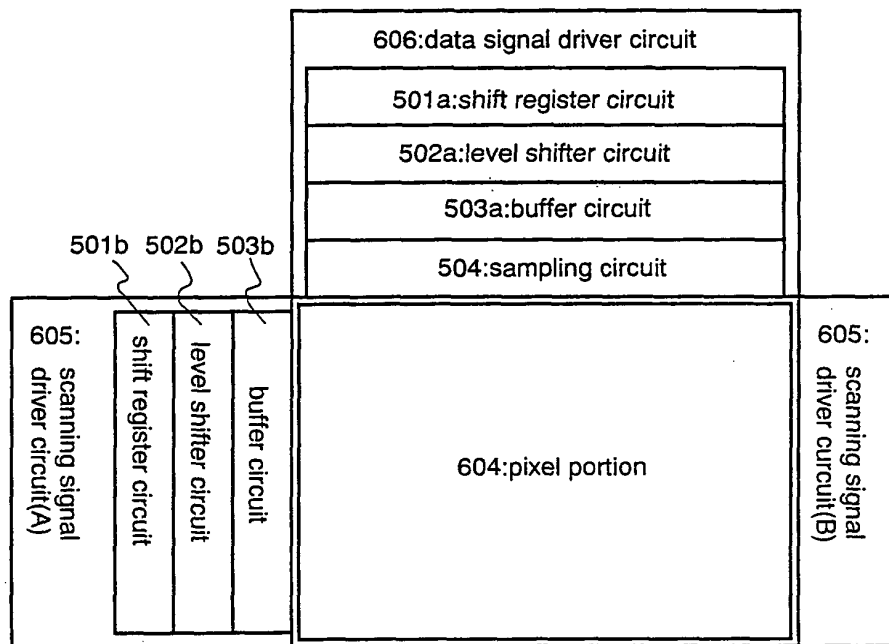 606:data signal driver circuit
501a:shift register circuit
502a:level shifter circuit
503a:buffer circuit
504:sampling circuit
501b 502b 503b
605:
scanning signal
driver circuit(A)
shift register circuit
level shifter circuit
buffer circuit
604:pixel portion
605:
scanning signal
driver curcuit(B)